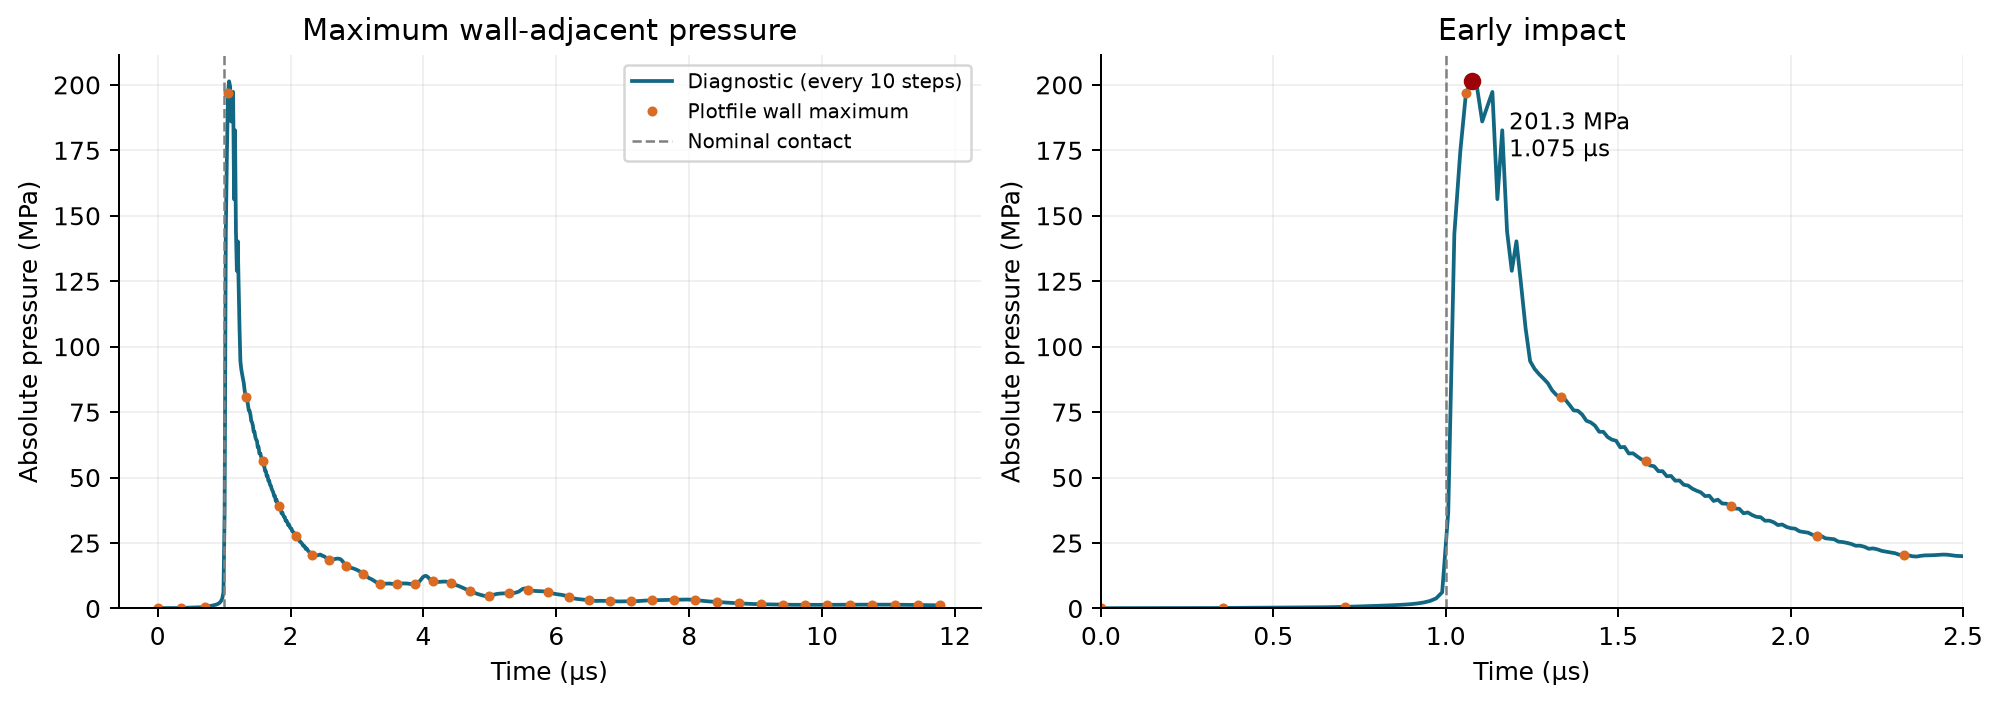 Maximum wall-adjacent pressure
Absolute pressure (MPa)
200
175
150
125
100
75
50
25
0
Diagnostic (every 10 steps)
Plotfile wall maximum
Nominal contact
0 2 4 6 8 10 12
Time (µs)
Early impact
Absolute pressure (MPa)
200
175
150
125
100
75
50
25
0
201.3 MPa
1.075 µs
0.0 0.5 1.0 1.5 2.0 2.5
Time (µs)